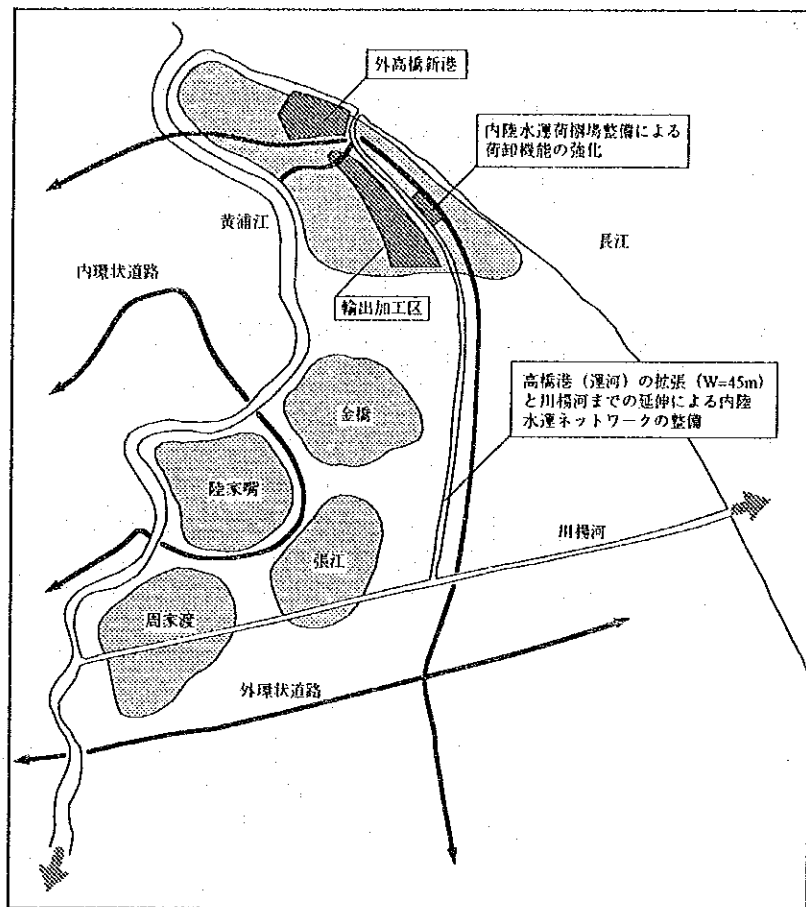 外高橋新港
内陸水運荷捌場整備による
荷卸機能の強化
黄浦江
長江
内環状道路
輸出加工区
高橋港(運河)の拡張(W=45m)
と川楊河までの延伸による内陸
水運ネットワークの整備
金橋
陸家嘴
川楊河
張江
周家渡
外環状道路